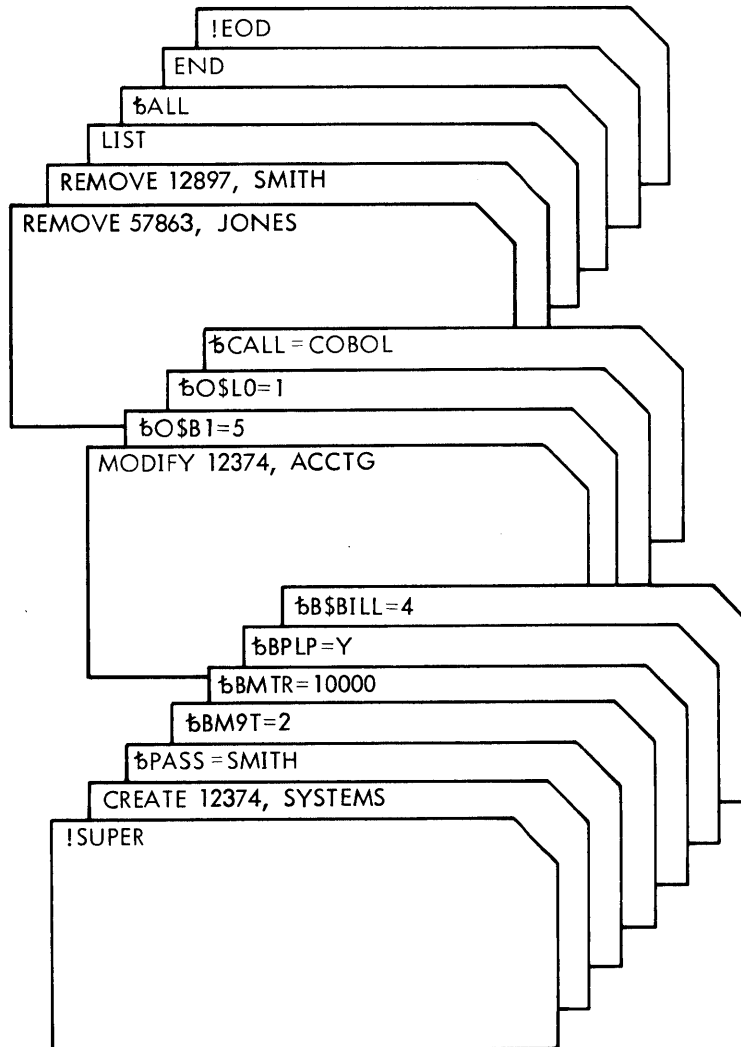 !EOD
END
ƀALL
LIST
REMOVE 12897, SMITH
REMOVE 57863, JONES
ƀCALL=COBOL
ƀO$L0=1
ƀO$B1=5
MODIFY 12374, ACCTG
ƀB$BILL=4
ƀBPLP=Y
ƀBMTR=10000
ƀBM9T=2
ƀPASS=SMITH
CREATE 12374, SYSTEMS
!SUPER